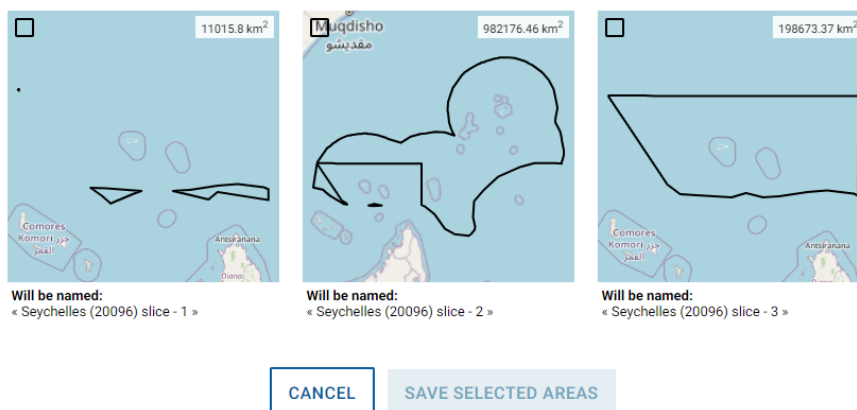 11015.8 km²
Comores
Komori جزر
القمر
Antsiranana
Diana
Will be named:
« Seychelles (20096) slice - 1 »
Muqdisho
مقديشو
982176.46 km²
Will be named:
« Seychelles (20096) slice - 2 »
198673.37 km²
Comores
Komori جزر
القمر
Antsiranana
Diana
Will be named:
« Seychelles (20096) slice - 3 »
CANCEL
SAVE SELECTED AREAS